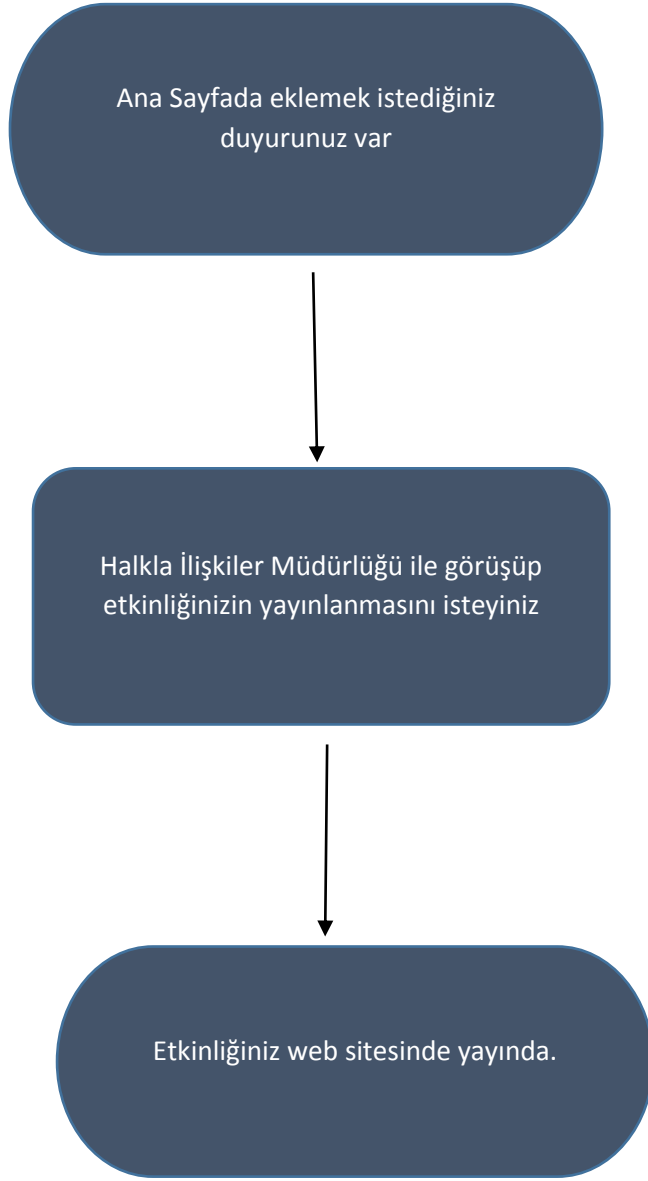 Ana Sayfada eklemek istediğiniz
duyurunuz var
Halkla İlişkiler Müdürlüğü ile görüşüp
etkinliğinizin yayınlanmasını isteyiniz
Etkinliğiniz web sitesinde yayında.